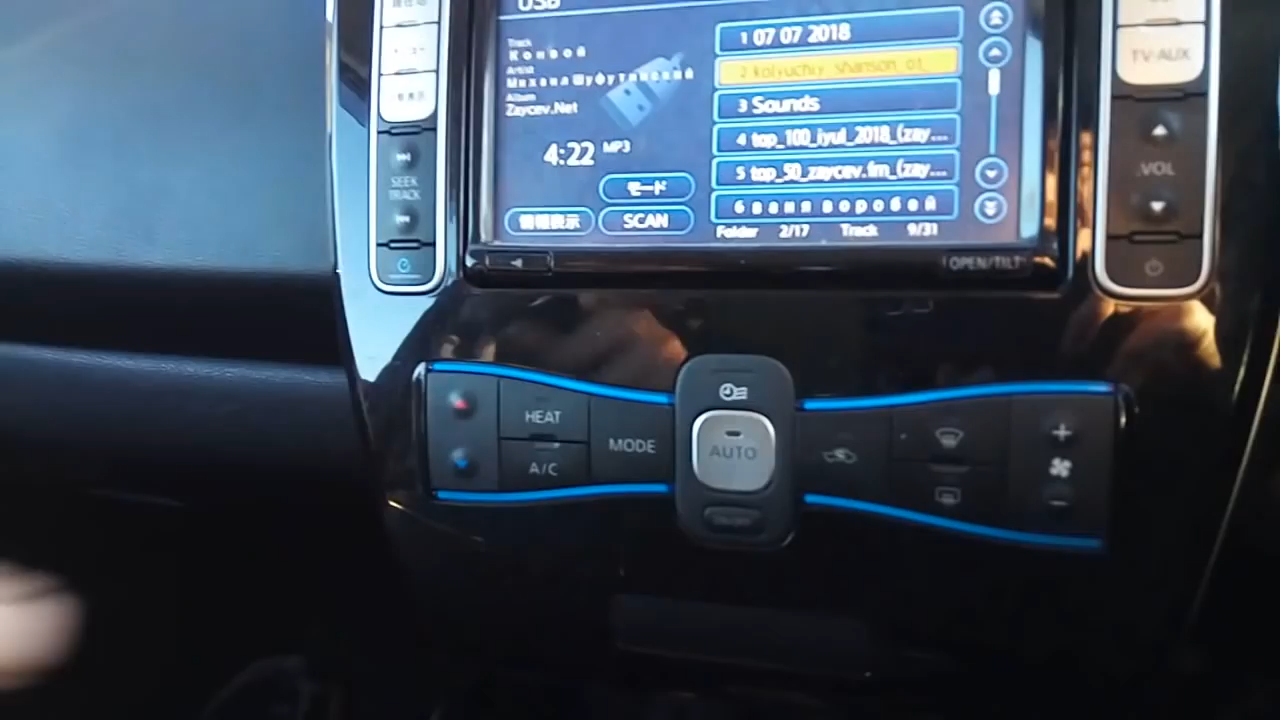 USB
Track
Конвой
Artist
Михаил Шуфутинский
Album
Zaycev.Net
4:22 MP3
モード
情報表示
SCAN
1 07 07 2018
2 kolyuchiy_shanson_01_
3 Sounds
4 top_100_iyul_2018_(zay...
5 top_50_zaycev.fm_(zay...
6 ваня воробей
Folder 2/17 Track 9/31
SEEK
TRACK
TV·AUX
VOL
OPEN/TILT
HEAT
A/C
MODE
AUTO